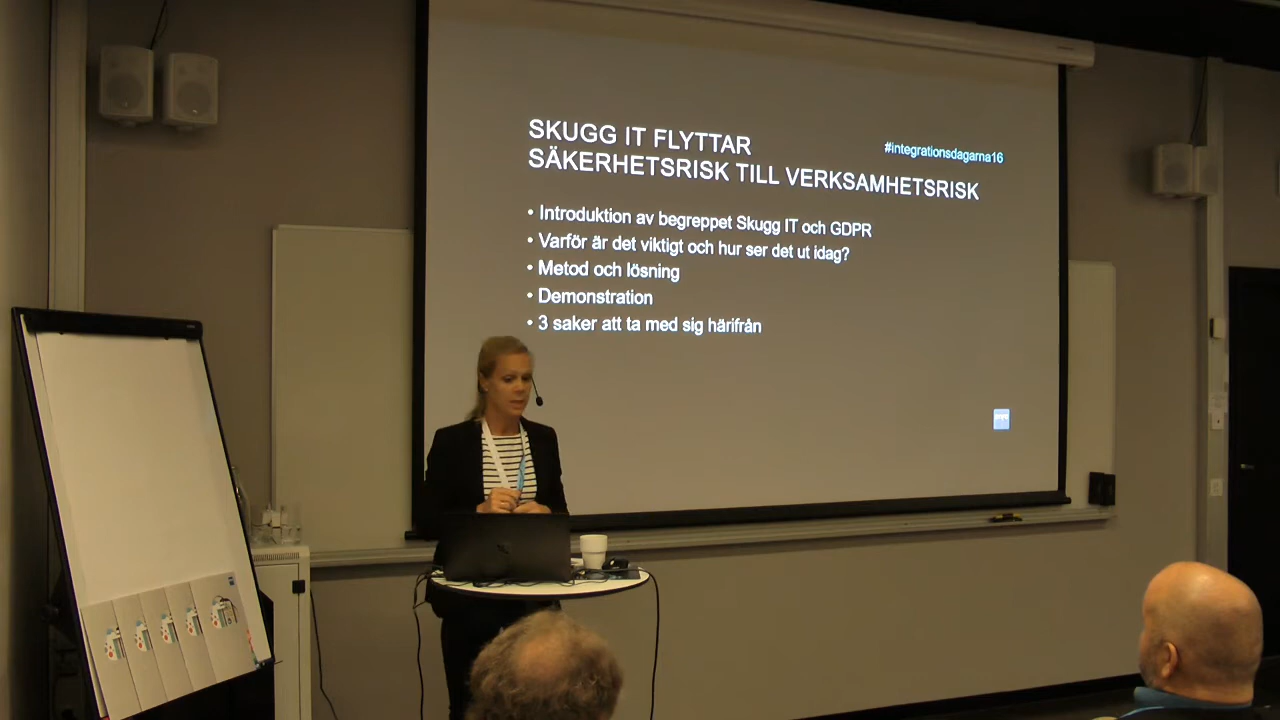 SKUGG IT FLYTTAR
SÄKERHETSRISK TILL VERKSAMHETSRISK
#integrationsdagarna16
• Introduktion av begreppet Skugg IT och GDPR
• Varför är det viktigt och hur ser det ut idag?
• Metod och lösning
• Demonstration
• 3 saker att ta med sig härifrån